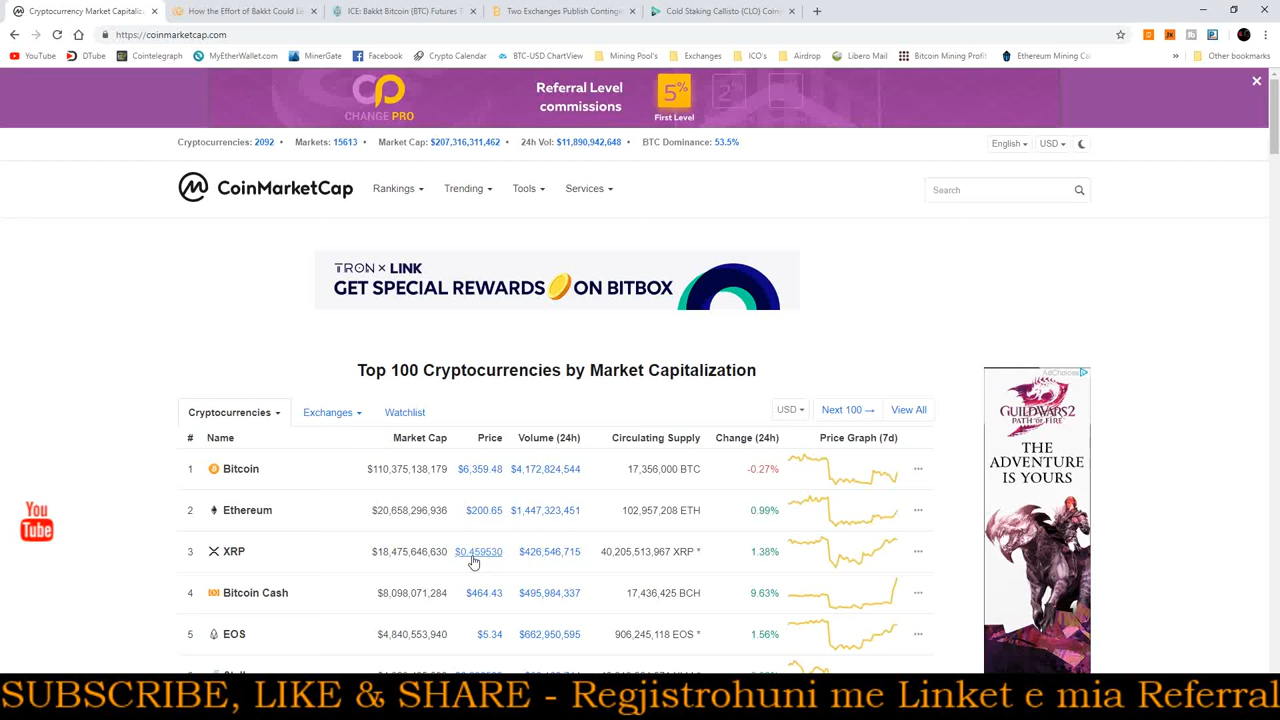 Cryptocurrency Market Capitaliz
How the Effort of Bakkt Could Le
ICE: Bakkt Bitcoin (BTC) Futures T
Two Exchanges Publish Conting
Cold Staking Callisto (CLO) Coin
https://coinmarketcap.com
YouTube
DTube
Cointelegraph
MyEtherWallet.com
MinerGate
Facebook
Crypto Calendar
BTC-USD ChartView
Mining Pool's
Exchanges
ICO's
Airdrop
Libero Mail
Bitcoin Mining Profit
Ethereum Mining Cal
Other bookmarks
CHANGE PRO
Referral Level
commissions
5%
First Level
Cryptocurrencies: 2092 • Markets: 15613 • Market Cap: $207,316,311,462 • 24h Vol: $11,890,942,648 • BTC Dominance: 53.5%
English
USD
CoinMarketCap
Rankings
Trending
Tools
Services
Search
TRON × LINK
GET SPECIAL REWARDS ON BITBOX
Top 100 Cryptocurrencies by Market Capitalization
Cryptocurrencies
Exchanges
Watchlist
USD
Next 100 →
View All
# Name Market Cap Price Volume (24h) Circulating Supply Change (24h) Price Graph (7d)
1 Bitcoin $110,375,138,179 $6,359.48 $4,172,824,544 17,356,000 BTC -0.27%
2 Ethereum $20,658,296,936 $200.65 $1,447,323,451 102,957,208 ETH 0.99%
3 XRP $18,475,646,630 $0.459530 $426,546,715 40,205,513,967 XRP * 1.38%
4 Bitcoin Cash $8,098,071,284 $464.43 $495,984,337 17,436,425 BCH 9.63%
5 EOS $4,840,553,940 $5.34 $662,950,595 906,245,118 EOS * 1.56%
AdChoices
GUILD WARS 2
PATH OF FIRE
THE
ADVENTURE
IS YOURS
You
Tube
SUBSCRIBE, LIKE & SHARE - Regjistrohuni me Linket e mia Referral